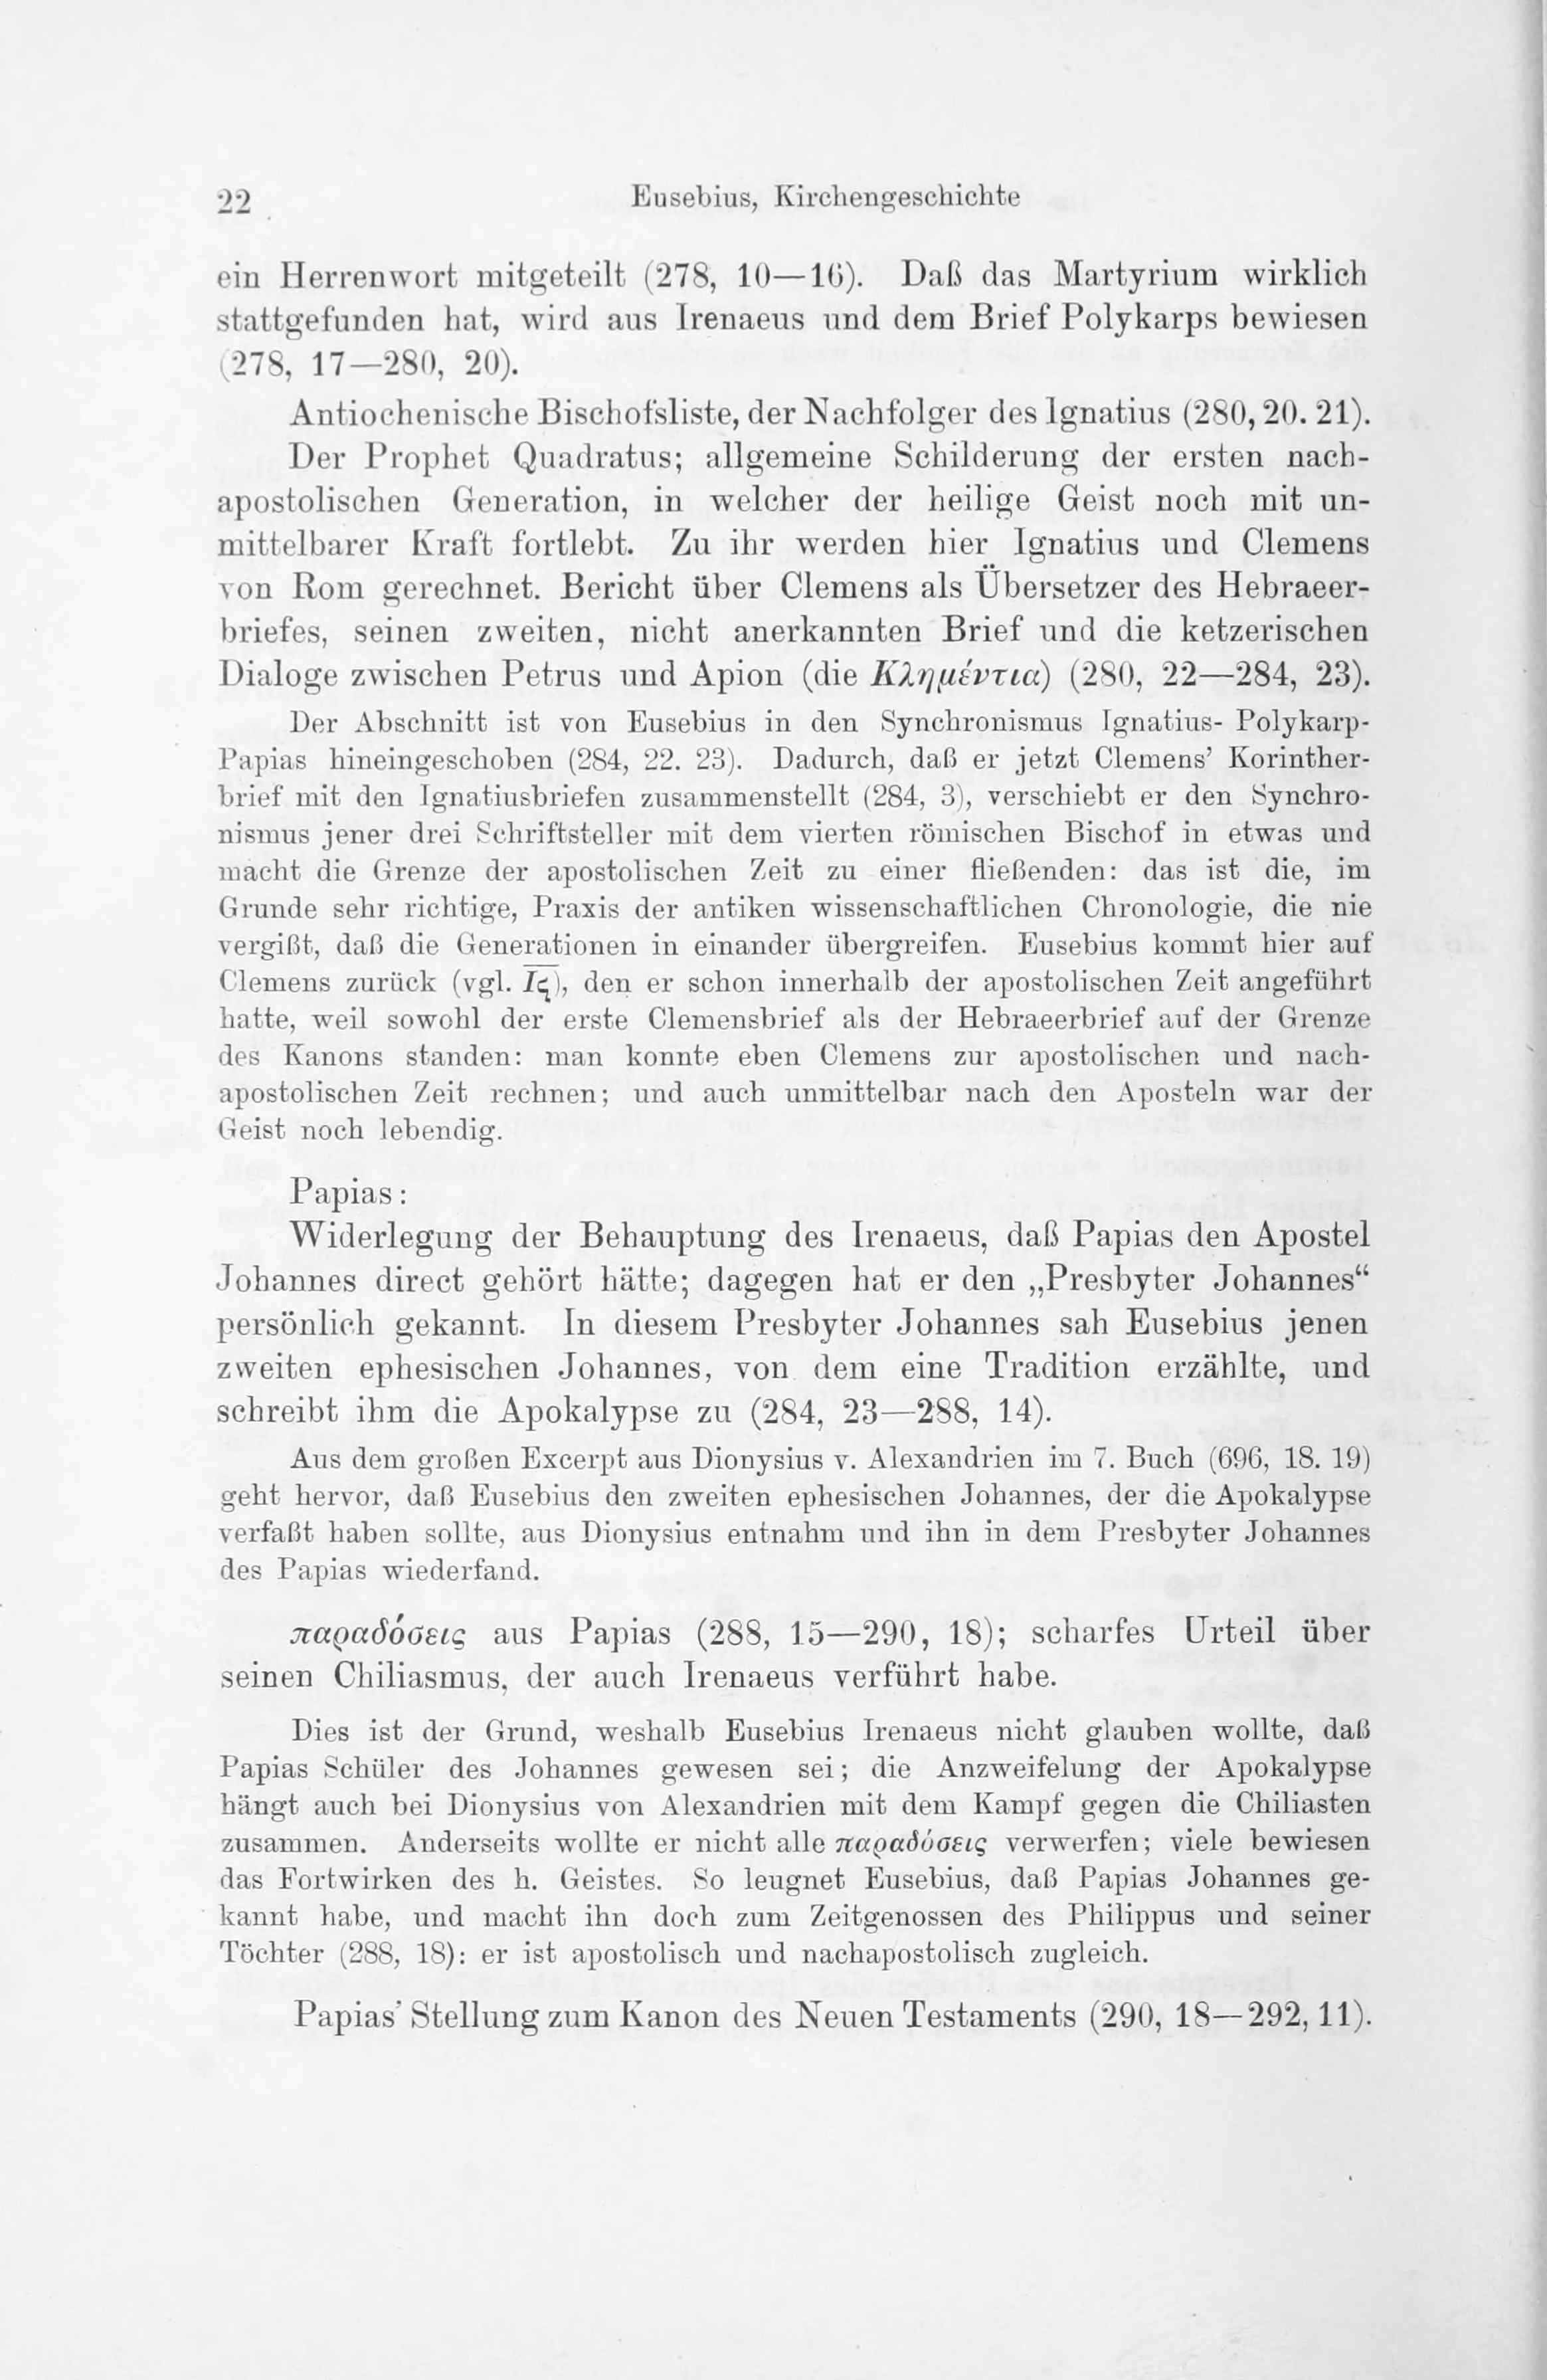 22
Eusebius, Kirchengeschichte
ein Herrenwort mitgeteilt (278, 10—16). Daß das Martyrium wirklich
stattgefunden hat, wird aus Irenaeus und dem Brief Polykarps bewiesen
(278, 17—280, 20).
Antiochenische Bischofsliste, der Nachfolger des Ignatius (280, 20. 21).
Der Prophet Quadratus; allgemeine Schilderung der ersten nach-
apostolischen Generation, in welcher der heilige Geist noch mit un-
mittelbarer Kraft fortlebt. Zu ihr werden hier Ignatius und Clemens
von Rom gerechnet. Bericht über Clemens als Übersetzer des Hebraeer-
briefes, seinen zweiten, nicht anerkannten Brief und die ketzerischen
Dialoge zwischen Petrus und Apion (die Κλημέντια) (280, 22—284, 23).
Der Abschnitt ist von Eusebius in den Synchronismus Ignatius- Polykarp-
Papias hineingeschoben (284, 22. 23). Dadurch, daß er jetzt Clemens’ Korinther-
brief mit den Ignatiusbriefen zusammenstellt (284, 3), verschiebt er den Synchro-
nismus jener drei Schriftsteller mit dem vierten römischen Bischof in etwas und
macht die Grenze der apostolischen Zeit zu einer fließenden: das ist die, im
Grunde sehr richtige, Praxis der antiken wissenschaftlichen Chronologie, die nie
vergißt, daß die Generationen in einander übergreifen. Eusebius kommt hier auf
Clemens zurück (vgl. Ιϛ), den er schon innerhalb der apostolischen Zeit angeführt
hatte, weil sowohl der erste Clemensbrief als der Hebraeerbrief auf der Grenze
des Kanons standen: man konnte eben Clemens zur apostolischen und nach-
apostolischen Zeit rechnen; und auch unmittelbar nach den Aposteln war der
Geist noch lebendig.
Papias:
Widerlegung der Behauptung des Irenaeus, daß Papias den Apostel
Johannes direct gehört hätte; dagegen hat er den „Presbyter Johannes“
persönlich gekannt. In diesem Presbyter Johannes sah Eusebius jenen
zweiten ephesischen Johannes, von dem eine Tradition erzählte, und
schreibt ihm die Apokalypse zu (284, 23—288, 14).
Aus dem großen Excerpt aus Dionysius v. Alexandrien im 7. Buch (696, 18. 19)
geht hervor, daß Eusebius den zweiten ephesischen Johannes, der die Apokalypse
verfaßt haben sollte, aus Dionysius entnahm und ihn in dem Presbyter Johannes
des Papias wiederfand.
παραδόσεις aus Papias (288, 15—290, 18); scharfes Urteil über
seinen Chiliasmus, der auch Irenaeus verführt habe.
Dies ist der Grund, weshalb Eusebius Irenaeus nicht glauben wollte, daß
Papias Schüler des Johannes gewesen sei; die Anzweifelung der Apokalypse
hängt auch bei Dionysius von Alexandrien mit dem Kampf gegen die Chiliasten
zusammen. Anderseits wollte er nicht alle παραδόσεις verwerfen; viele bewiesen
das Fortwirken des h. Geistes. So leugnet Eusebius, daß Papias Johannes ge-
kannt habe, und macht ihn doch zum Zeitgenossen des Philippus und seiner
Töchter (288, 18): er ist apostolisch und nachapostolisch zugleich.
Papias’ Stellung zum Kanon des Neuen Testaments (290, 18—292, 11).